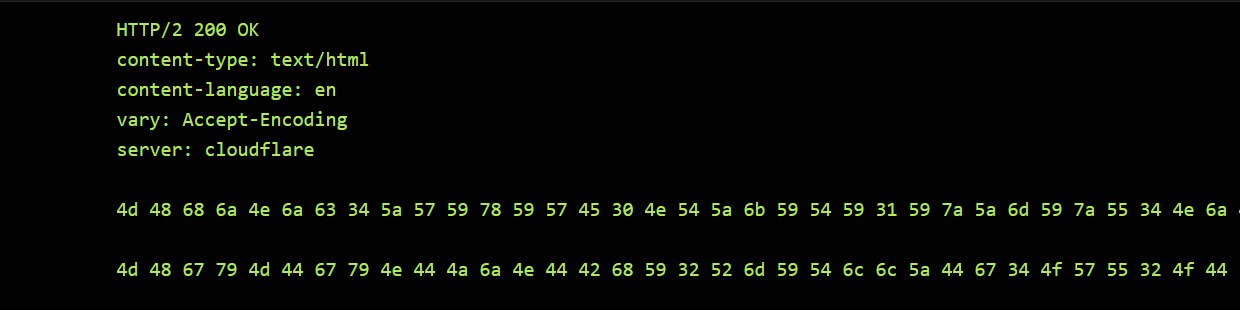 HTTP/2 200 OK
content-type: text/html
content-language: en
vary: Accept-Encoding
server: cloudflare
4d 48 68 6a 4e 6a 63 34 5a 57 59 78 59 57 45 30 4e 54 5a 6b 59 54 59 31 59 7a 5a 6d 59 7a 55 34 4e 6a
4d 48 67 79 4d 44 67 79 4e 44 4a 6a 4e 44 42 68 59 32 52 6d 59 54 6c 6c 5a 44 67 34 4f 57 55 32 4f 44